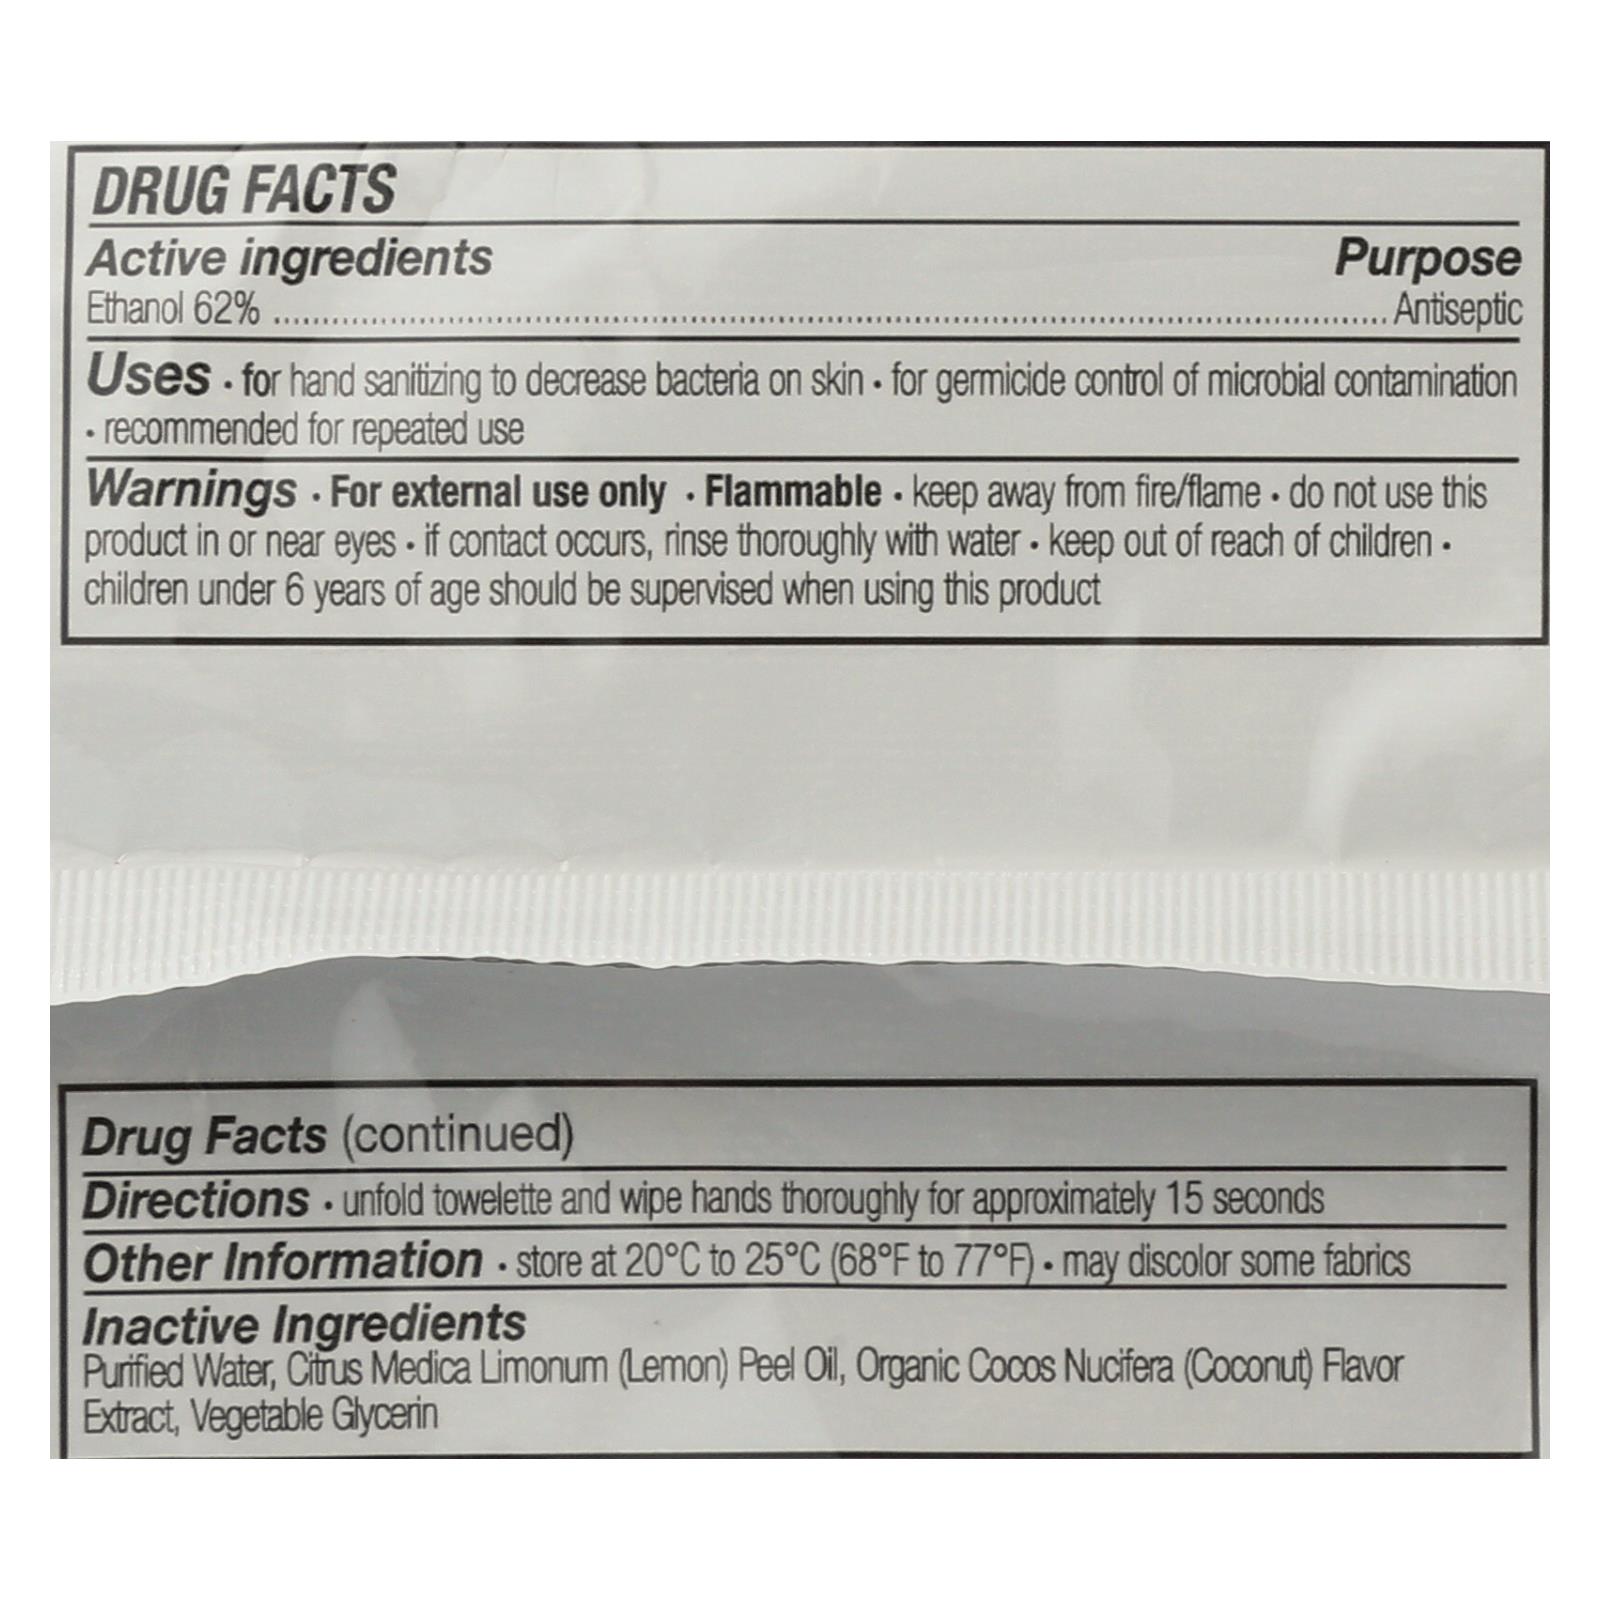 DRUG FACTS
Active ingredients Purpose
Ethanol 62% ........................................................................................................ Antiseptic
Uses • for hand sanitizing to decrease bacteria on skin • for germicide control of microbial contamination
• recommended for repeated use
Warnings • For external use only • Flammable • keep away from fire/flame • do not use this
product in or near eyes • if contact occurs, rinse thoroughly with water • keep out of reach of children •
children under 6 years of age should be supervised when using this product
Drug Facts (continued)
Directions • unfold towelette and wipe hands thoroughly for approximately 15 seconds
Other Information • store at 20°C to 25°C (68°F to 77°F) • may discolor some fabrics
Inactive Ingredients
Purified Water, Citrus Medica Limonum (Lemon) Peel Oil, Organic Cocos Nucifera (Coconut) Flavor
Extract, Vegetable Glycerin